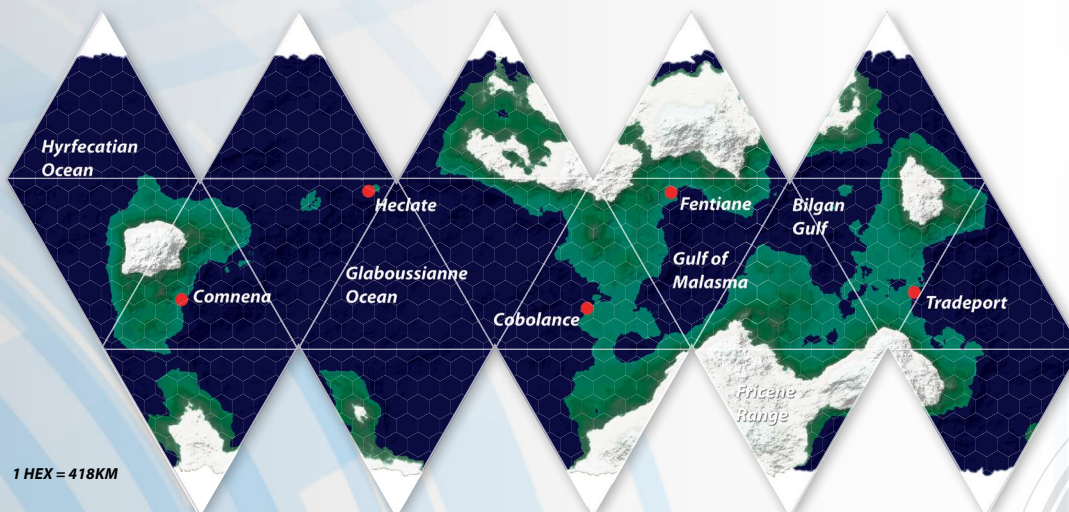 Hyrfecatian
Ocean
Heclate
Fentiane
Bilgan
Gulf
Gulf of
Malasma
Glaboussianne
Ocean
Comnena
Cobolance
Tradeport
Fricene
Range
1 HEX = 418KM